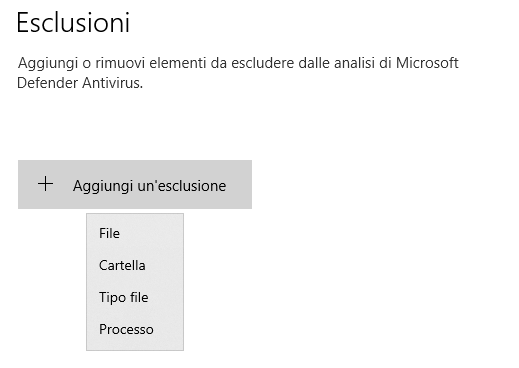 Esclusioni
Aggiungi o rimuovi elementi da escludere dalle analisi di Microsoft
Defender Antivirus.
Aggiungi un'esclusione
File
Cartella
Tipo file
Processo